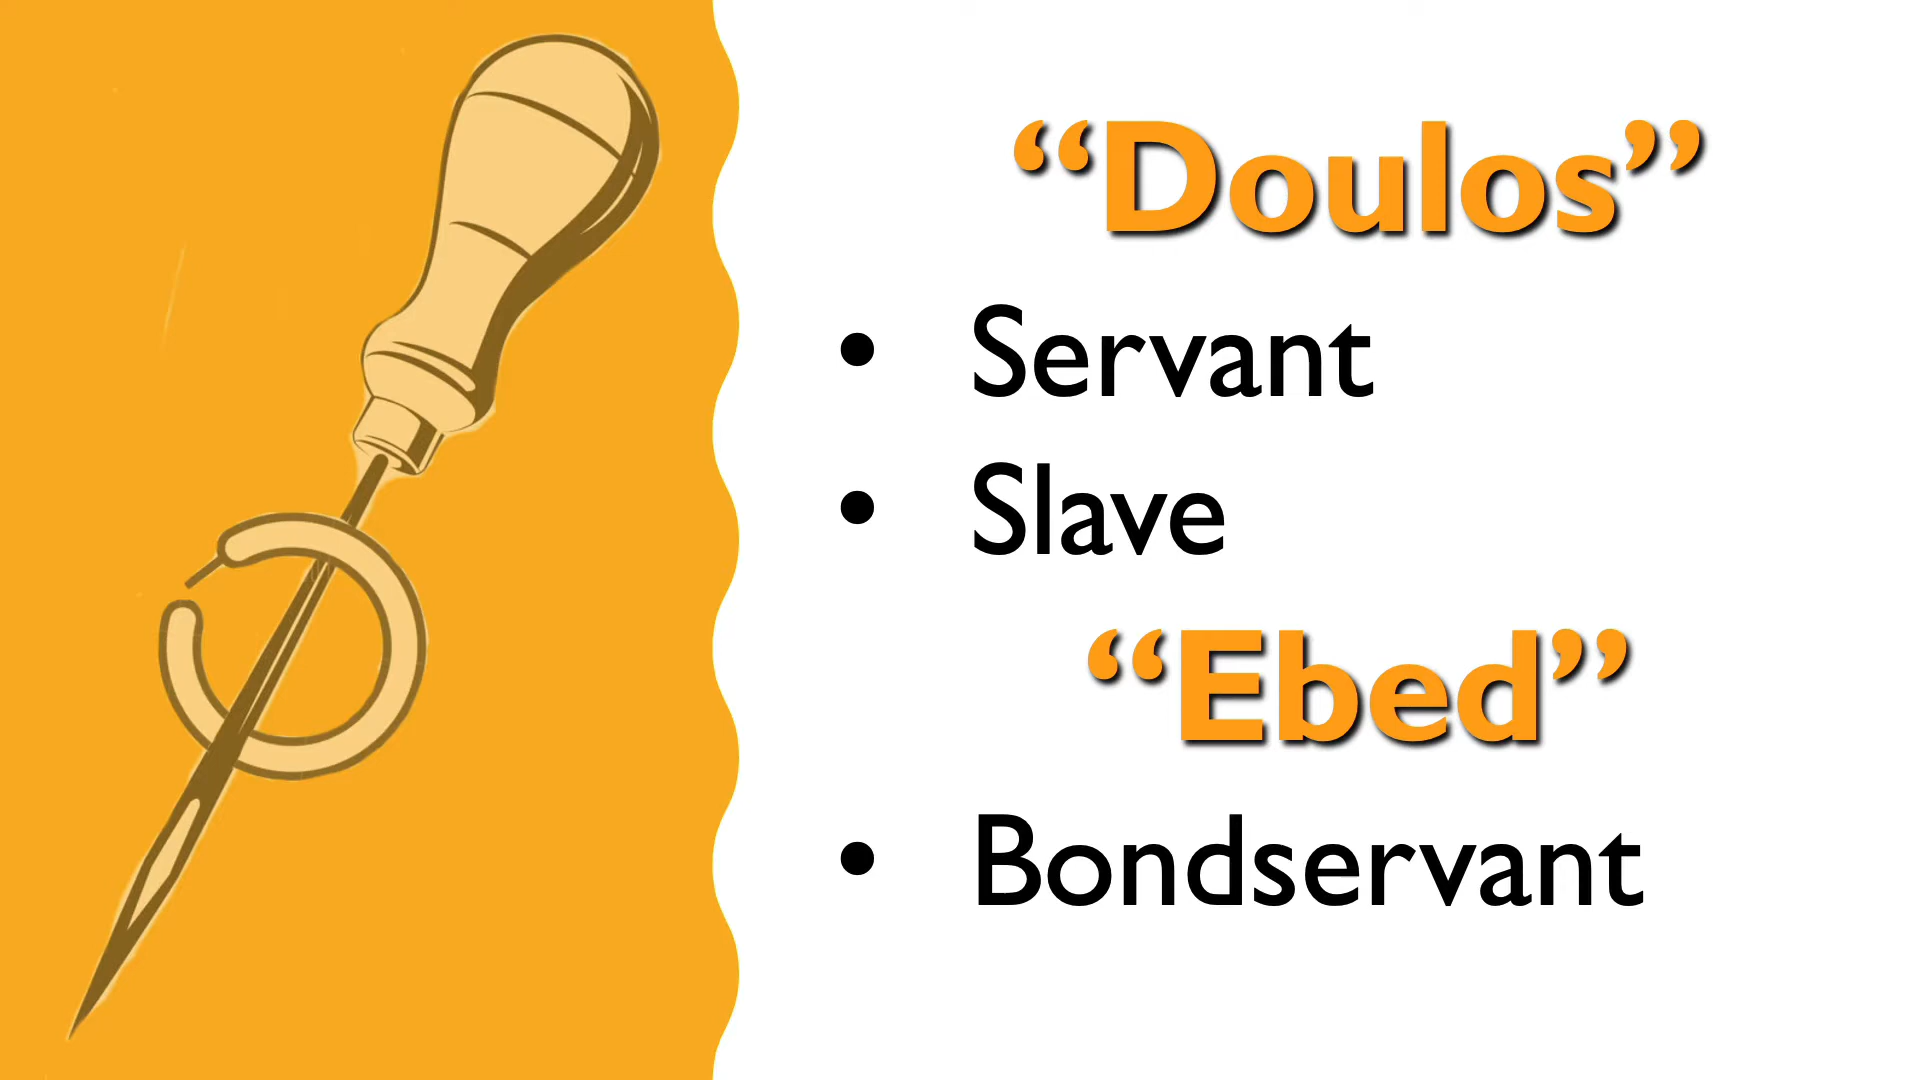 “Doulos”
• Servant
• Slave
“Ebed”
• Bondservant